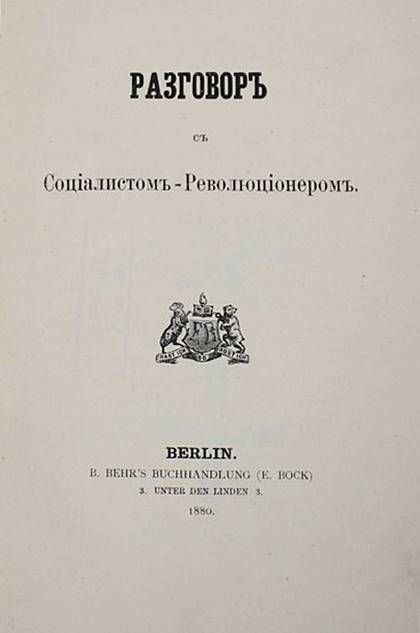 РАЗГОВОРЪ
съ
Соціалистомъ-Революціонеромъ.
BERLIN.
B. BEHR'S BUCHHANDLUNG (E. BOCK)
3. UNTER DEN LINDEN 3.
1880.